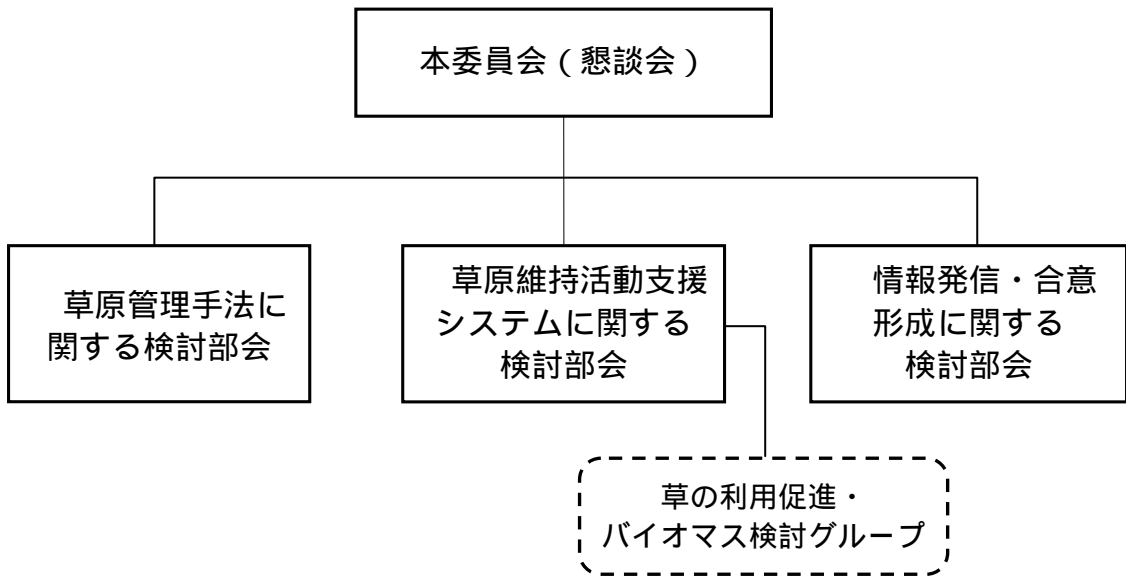 本委員会（懇談会）
草原管理手法に
関する検討部会
草原維持活動支援
システムに関する
検討部会
情報発信・合意
形成に関する
検討部会
草の利用促進・
バイオマス検討グループ